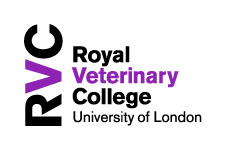 RVC
Royal
Veterinary
College
University of London